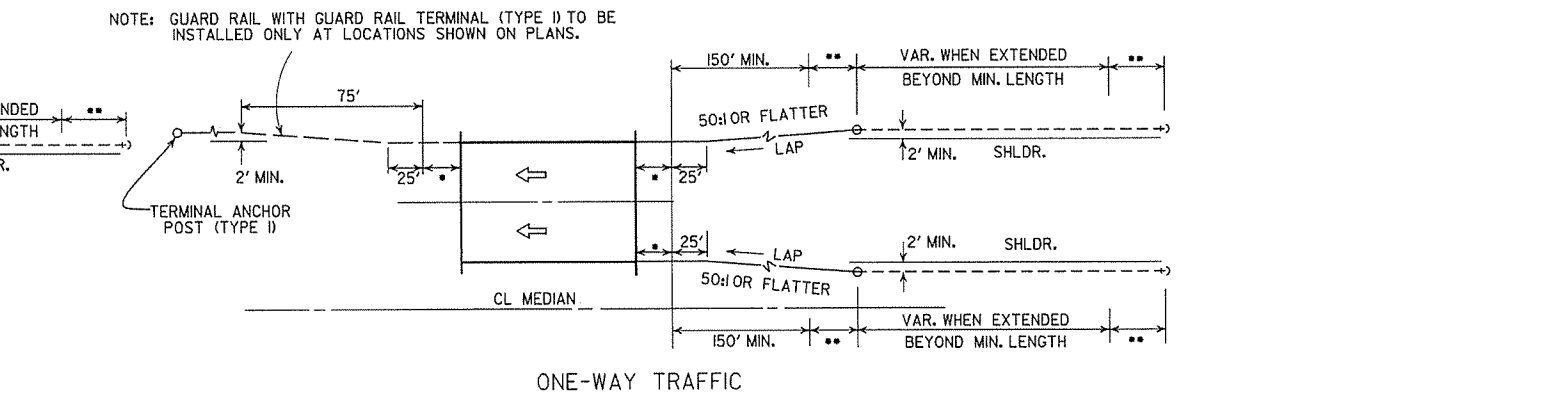 NOTE: GUARD RAIL WITH GUARD RAIL TERMINAL (TYPE I) TO BE
INSTALLED ONLY AT LOCATIONS SHOWN ON PLANS.
150' MIN.
**
VAR. WHEN EXTENDED
BEYOND MIN. LENGTH
**
NDED
NGTH
**
R.
75'
50:1 OR FLATTER
LAP
2' MIN.
SHLDR.
2' MIN.
25'
*
*
25'
TERMINAL ANCHOR
POST (TYPE I)
*
25'
LAP
50:1 OR FLATTER
2' MIN.
SHLDR.
CL MEDIAN
150' MIN.
**
VAR. WHEN EXTENDED
BEYOND MIN. LENGTH
**
ONE-WAY TRAFFIC